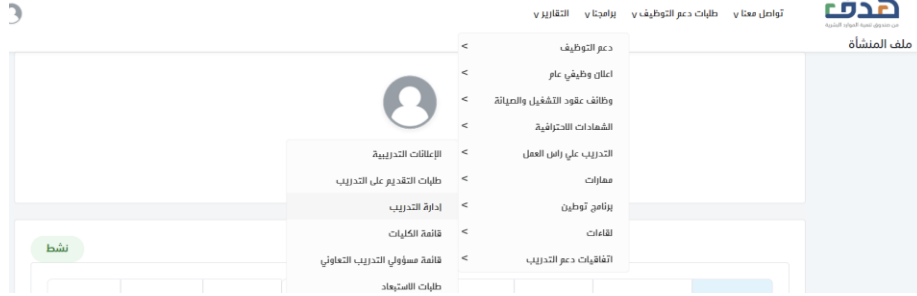 هدف
من صندوق تنمية الموارد البشرية
تواصل معنا v طلبات دعم التوظيف v برامجنا v التقارير v
ملف المنشأة
دعم التوظيف >
اعلان وظيفي عام >
وظائف عقود التشغيل والصيانة >
الشهادات الاحترافية >
التدريب علي راس العمل >
مهارات >
برنامج توطين >
لقاءات >
اتفاقيات دعم التدريب >
الإعلانات التدريبية
طلبات التقديم على التدريب
إدارة التدريب
قائمة الكليات
قائمة مسؤولي التدريب التعاوني
طلبات الاستبعاد
نشط